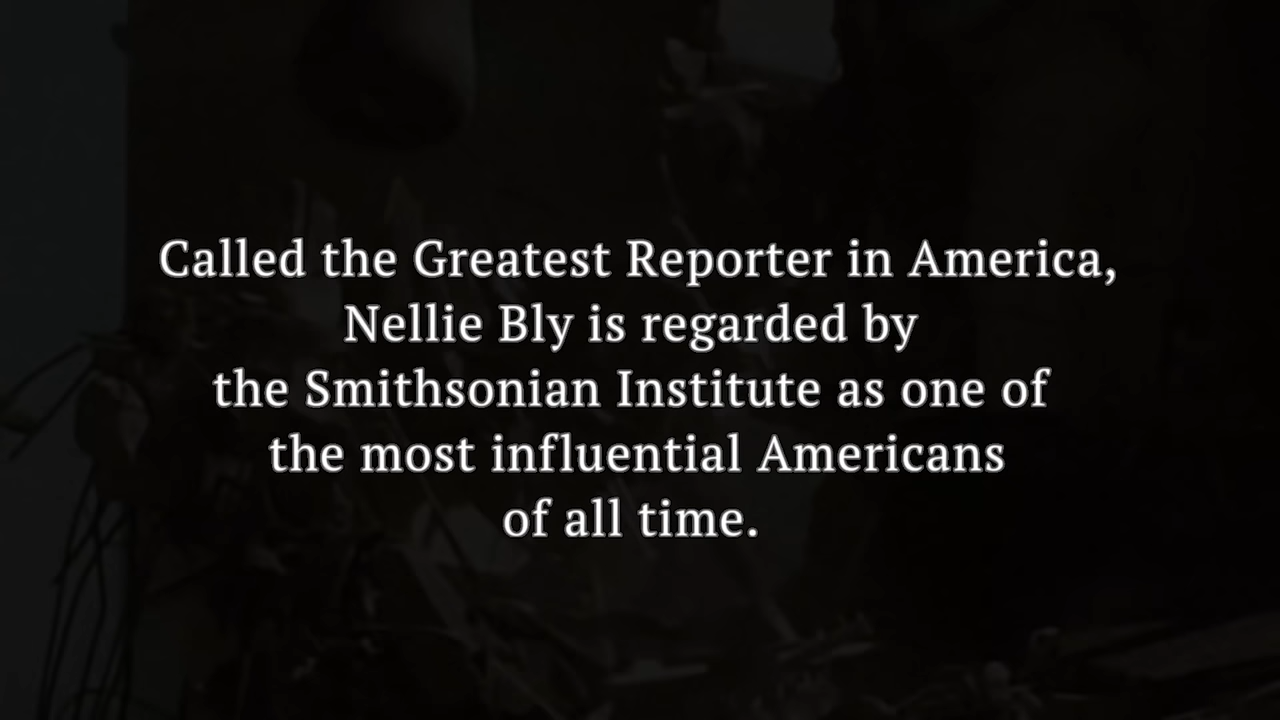 Called the Greatest Reporter in America,
Nellie Bly is regarded by
the Smithsonian Institute as one of
the most influential Americans
of all time.